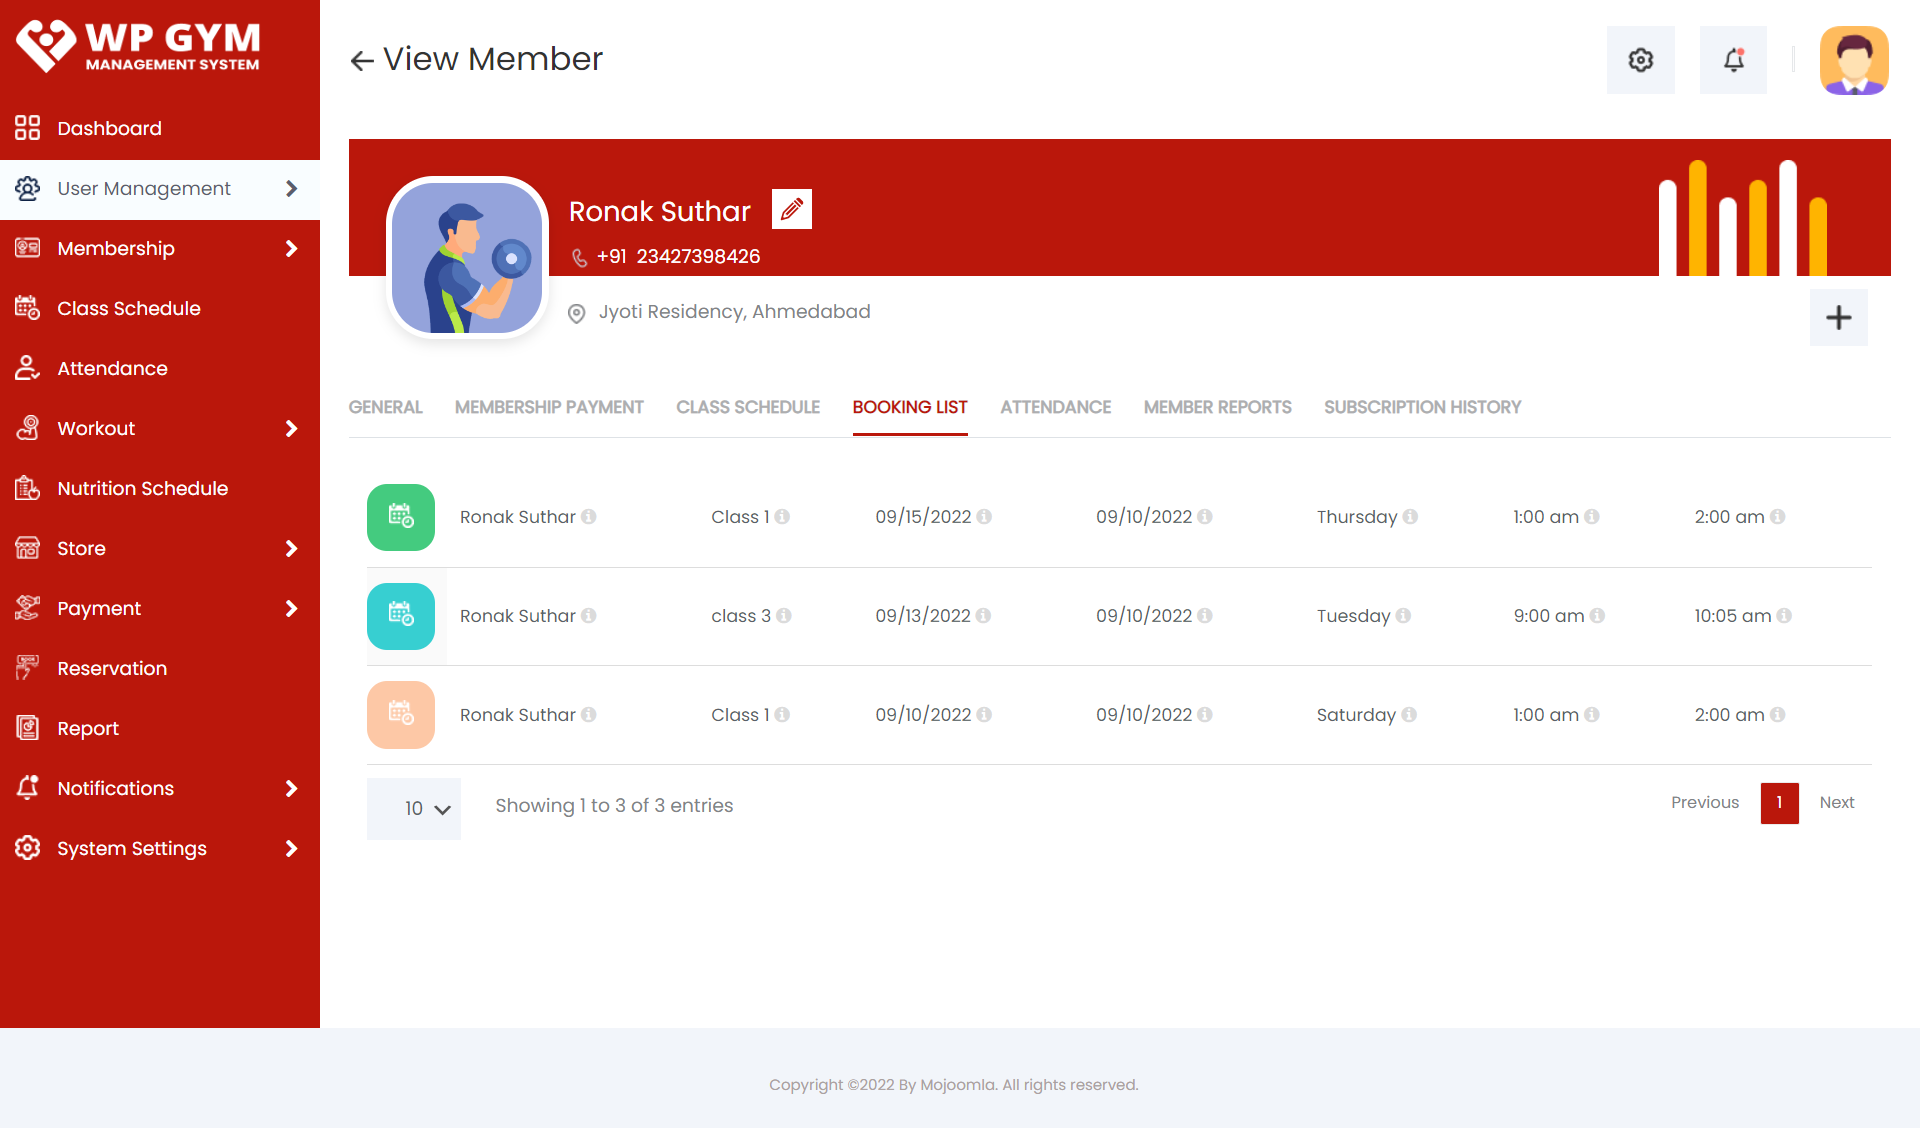 WP GYM
MANAGEMENT SYSTEM
Dashboard
User Management
Membership
Class Schedule
Attendance
Workout
Nutrition Schedule
Store
Payment
Reservation
Report
Notifications
System Settings
View Member
Ronak Suthar
+91 23427398426
Jyoti Residency, Ahmedabad
GENERAL MEMBERSHIP PAYMENT CLASS SCHEDULE BOOKING LIST ATTENDANCE MEMBER REPORTS SUBSCRIPTION HISTORY
Ronak Suthar Class 1 09/15/2022 09/10/2022 Thursday 1:00 am 2:00 am
Ronak Suthar class 3 09/13/2022 09/10/2022 Tuesday 9:00 am 10:05 am
Ronak Suthar Class 1 09/10/2022 09/10/2022 Saturday 1:00 am 2:00 am
10 Showing 1 to 3 of 3 entries Previous 1 Next
Copyright ©2022 By Mojoomla. All rights reserved.